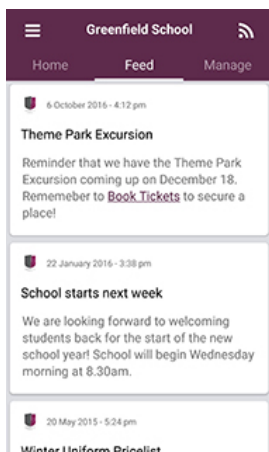 Greenfield School
Home Feed Manage
6 October 2016 - 4:12 pm
Theme Park Excursion
Reminder that we have the Theme Park
Excursion coming up on December 18.
Rememeber to Book Tickets to secure a
place!
22 January 2016 - 3:38 pm
School starts next week
We are looking forward to welcoming
students back for the start of the new
school year! School will begin Wednesday
morning at 8.30am.
20 May 2015 - 5:24 pm
Winter Uniform Pricelist